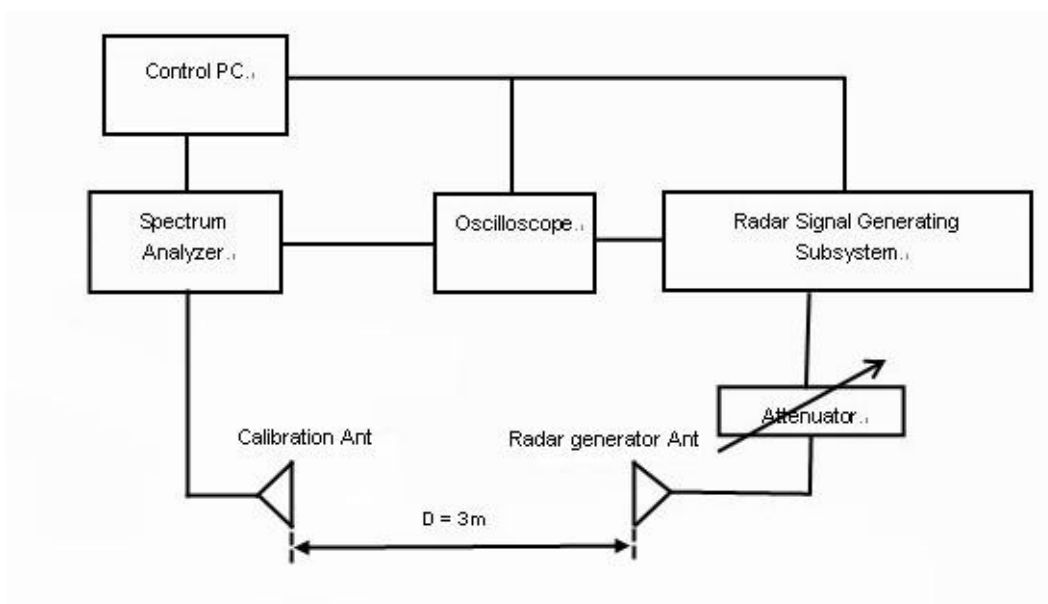 Control PC
Spectrum
Analyzer
Oscilloscope
Radar Signal Generating
Subsystem
Attenuator
Calibration Ant
Radar generator Ant
D = 3m